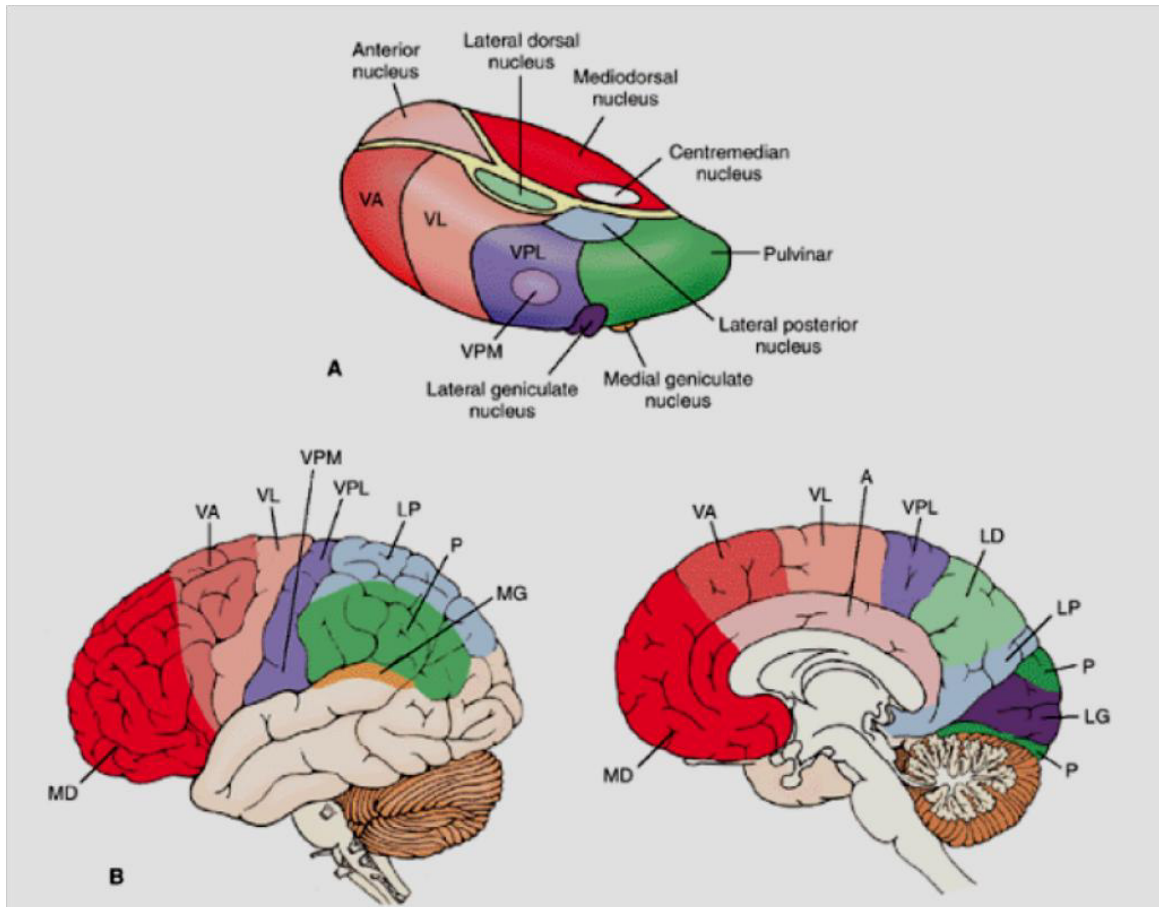 Anterior
nucleus
Lateral dorsal
nucleus
Mediodorsal
nucleus
Centremedian
nucleus
VA
VL
VPL
Pulvinar
Lateral posterior
nucleus
VPM
Medial geniculate
nucleus
Lateral geniculate
nucleus
A
VPM
VPL
VL
VA
LP
P
MG
MD
B
A
VL
VA
VPL
LD
LP
P
LG
P
MD